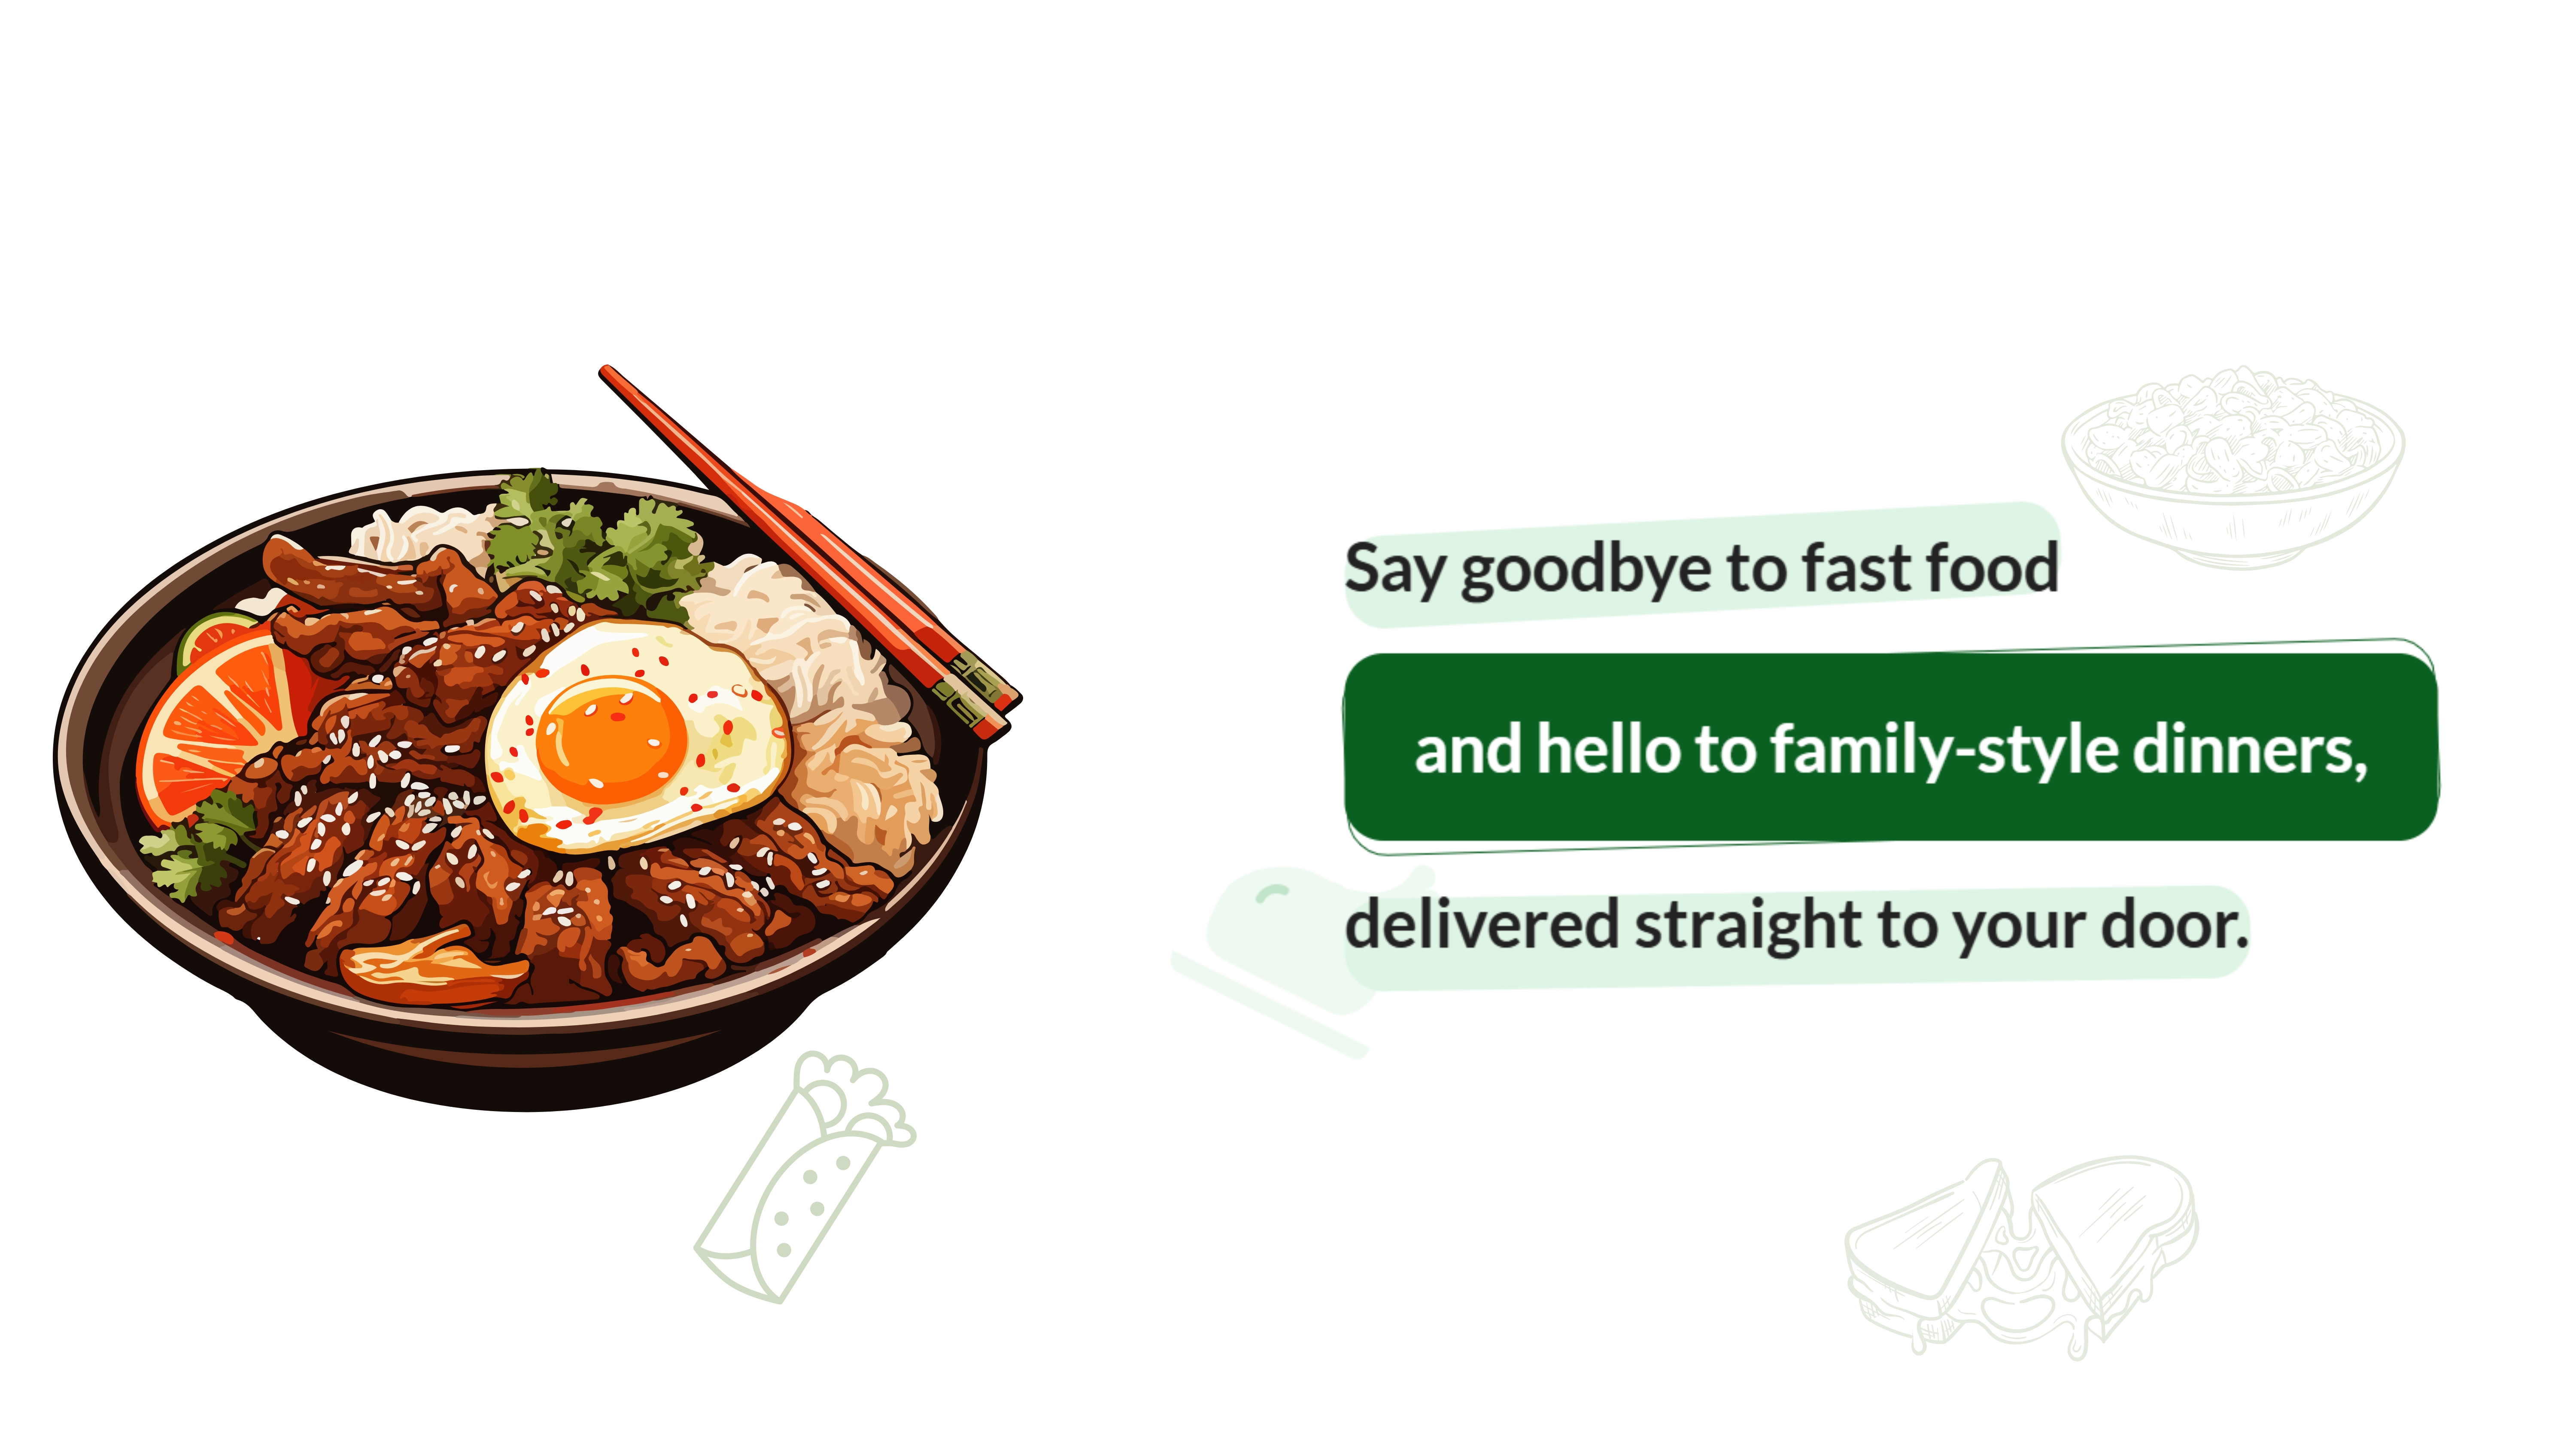 Say goodbye to fast food
and hello to family-style dinners,
delivered straight to your door.